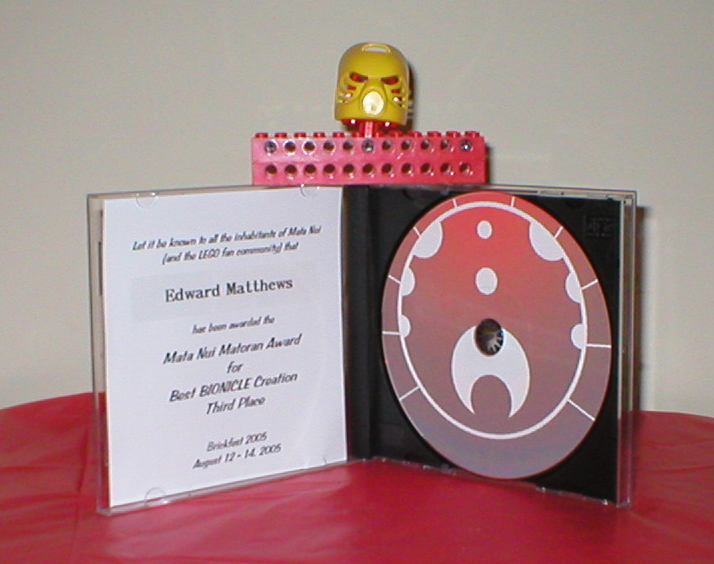 Let it be known to all the inhabitants of Mata Nui
(and the LEGO fan community) that
Edward Matthews
has been awarded the
Mata Nui Matoran Award
for
Best BIONICLE Creation
Third Place
Brickfest 2005
August 12 - 14, 2005